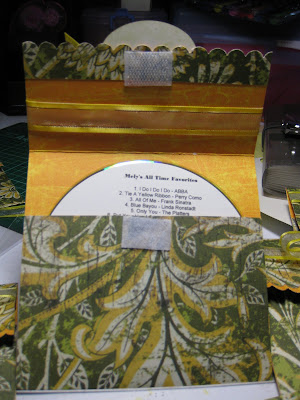 Mely's All Time Favorites
1. I Do I Do I Do - ABBA
2. Tie A Yellow Ribbon - Perry Como
3. All Of Me - Frank Sinatra
4. Blue Bayou - Linda Ronstadt
5. Only You - The Platters